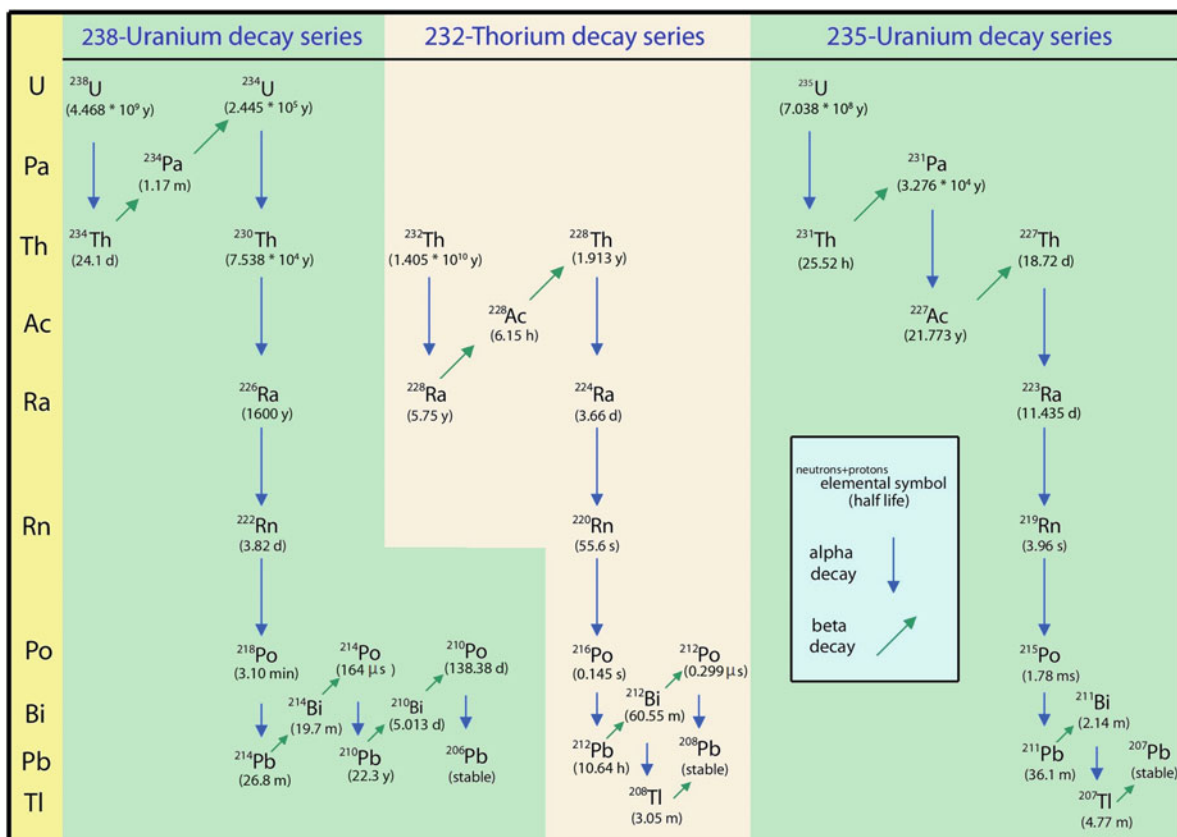 238-Uranium decay series
232-Thorium decay series
235-Uranium decay series
U
²³⁸U
(4.468 * 10⁹ y)
²³⁴U
(2.445 * 10⁵ y)
²³⁵U
(7.038 * 10⁸ y)
Pa
²³⁴Pa
(1.17 m)
²³¹Pa
(3.276 * 10⁴ y)
Th
²³⁴Th
(24.1 d)
²³⁰Th
(7.538 * 10⁴ y)
²³²Th
(1.405 * 10¹⁰ y)
²²⁸Th
(1.913 y)
²³¹Th
(25.52 h)
²²⁷Th
(18.72 d)
Ac
²²⁸Ac
(6.15 h)
²²⁷Ac
(21.773 y)
Ra
²²⁶Ra
(1600 y)
²²⁸Ra
(5.75 y)
²²⁴Ra
(3.66 d)
²²³Ra
(11.435 d)
neutrons+protons
elemental symbol
(half life)
alpha
decay
beta
decay
Rn
²²²Rn
(3.82 d)
²²⁰Rn
(55.6 s)
²¹⁹Rn
(3.96 s)
Po
²¹⁸Po
(3.10 min)
²¹⁴Po
(164 µs )
²¹⁰Po
(138.38 d)
²¹⁶Po
(0.145 s)
²¹²Po
(0.299 µs)
²¹⁵Po
(1.78 ms)
Bi
²¹⁴Bi
(19.7 m)
²¹⁰Bi
(5.013 d)
²¹²Bi
(60.55 m)
²¹¹Bi
(2.14 m)
Pb
²¹⁴Pb
(26.8 m)
²¹⁰Pb
(22.3 y)
²⁰⁶Pb
(stable)
²¹²Pb
(10.64 h)
²⁰⁸Pb
(stable)
²¹¹Pb
(36.1 m)
²⁰⁷Pb
(stable)
Tl
²⁰⁸Tl
(3.05 m)
²⁰⁷Tl
(4.77 m)